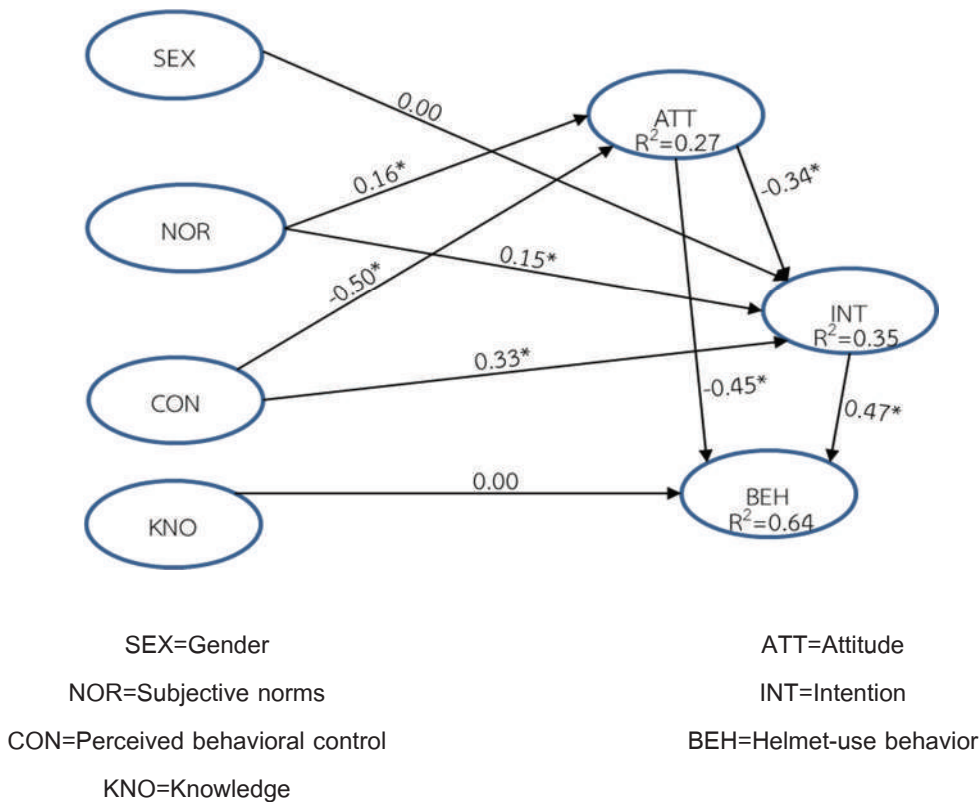 SEX
0.00
ATT
R²=0.27
0.16*
-0.34*
NOR
0.15*
-0.50*
INT
R²=0.35
0.33*
CON
-0.45*
0.47*
0.00
KNO
BEH
R²=0.64
SEX=Gender
ATT=Attitude
NOR=Subjective norms
INT=Intention
CON=Perceived behavioral control
BEH=Helmet-use behavior
KNO=Knowledge